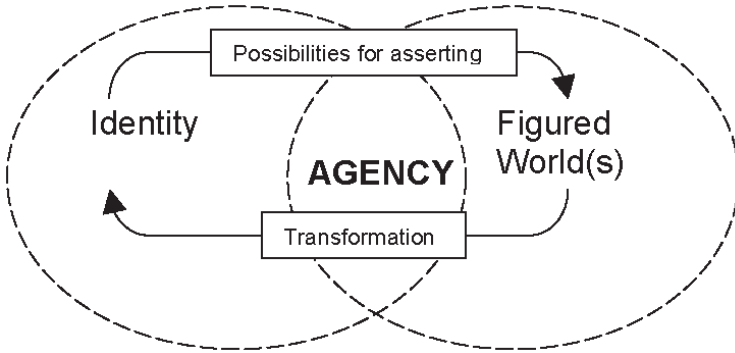 Possibilities for asserting
Identity
Figured
World(s)
AGENCY
Transformation